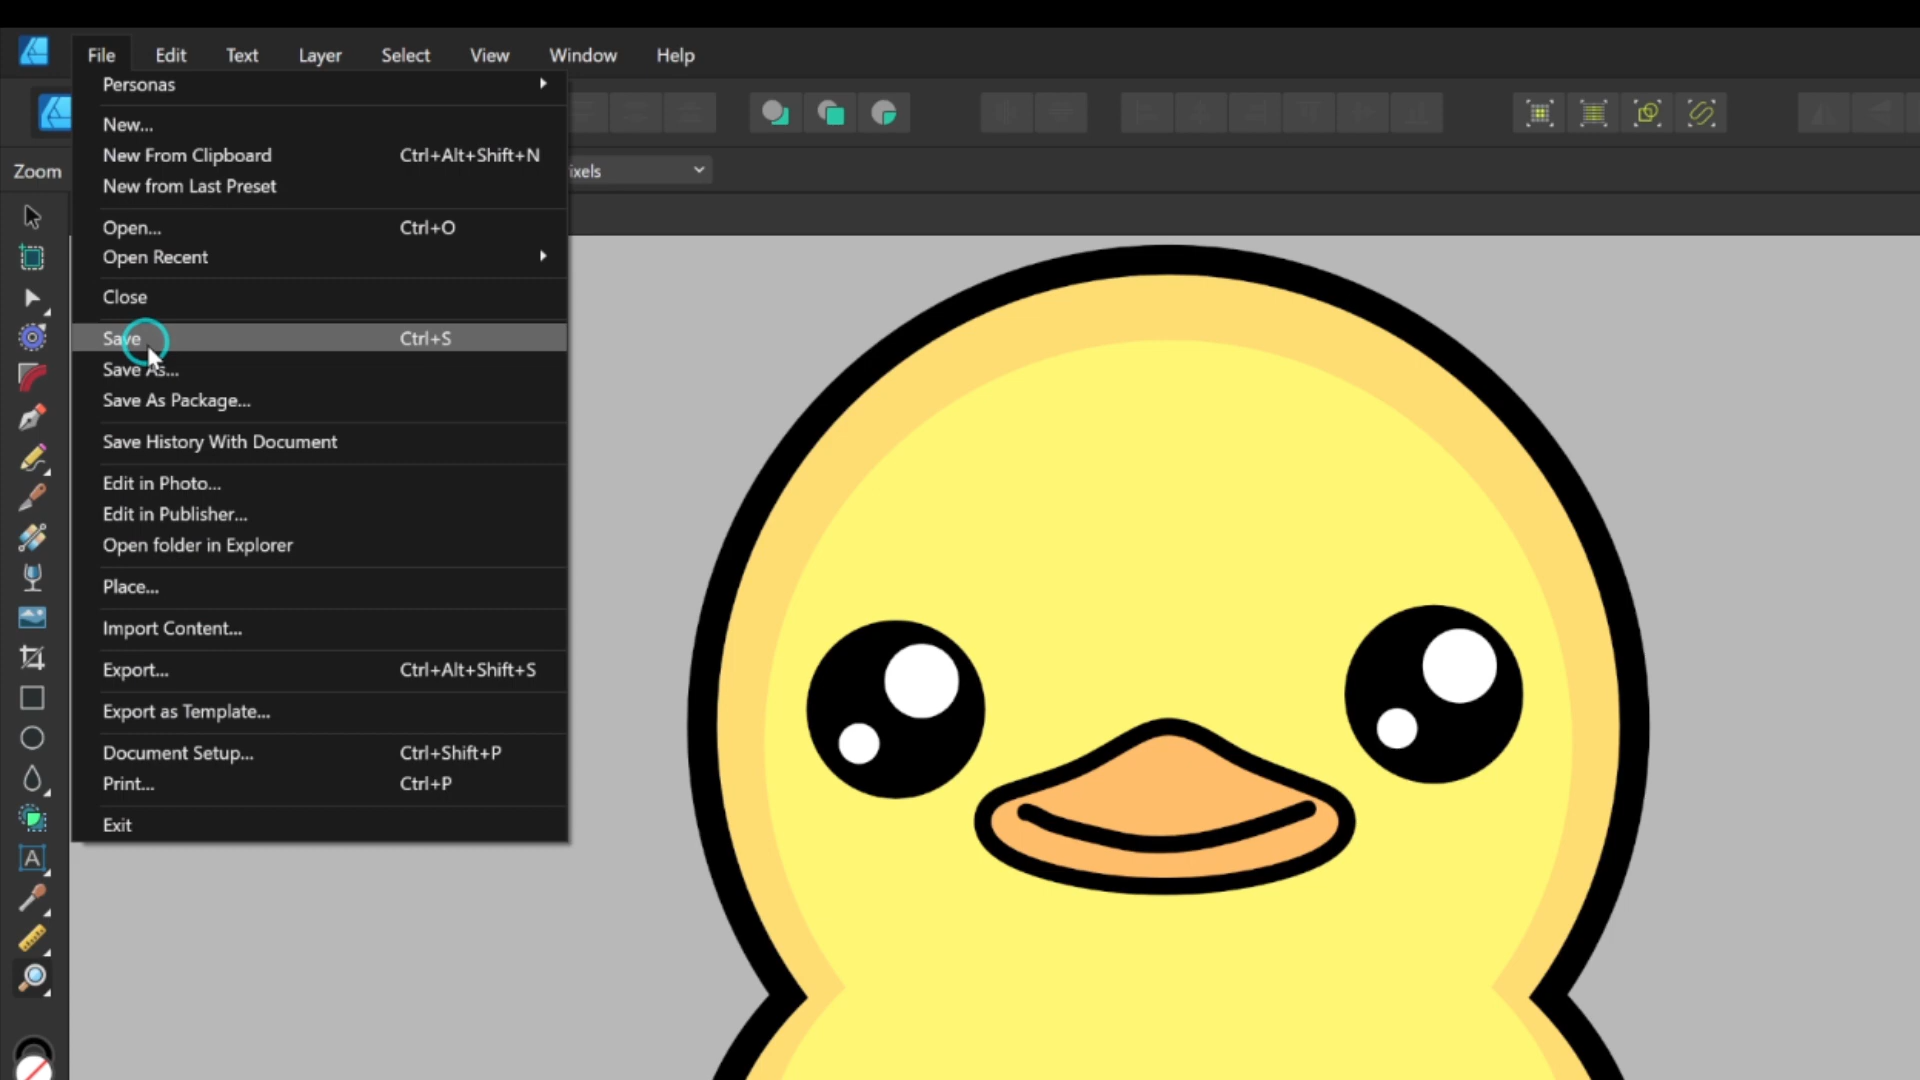 File Edit Text Layer Select View Window Help
Personas
New...
New From Clipboard Ctrl+Alt+Shift+N
ixels
Zoom
New from Last Preset
Open... Ctrl+O
Open Recent
Close
Save Ctrl+S
Save As...
Save As Package...
Save History With Document
Edit in Photo...
Edit in Publisher...
Open folder in Explorer
Place...
Import Content...
Export... Ctrl+Alt+Shift+S
Export as Template...
Document Setup... Ctrl+Shift+P
Print... Ctrl+P
Exit
A